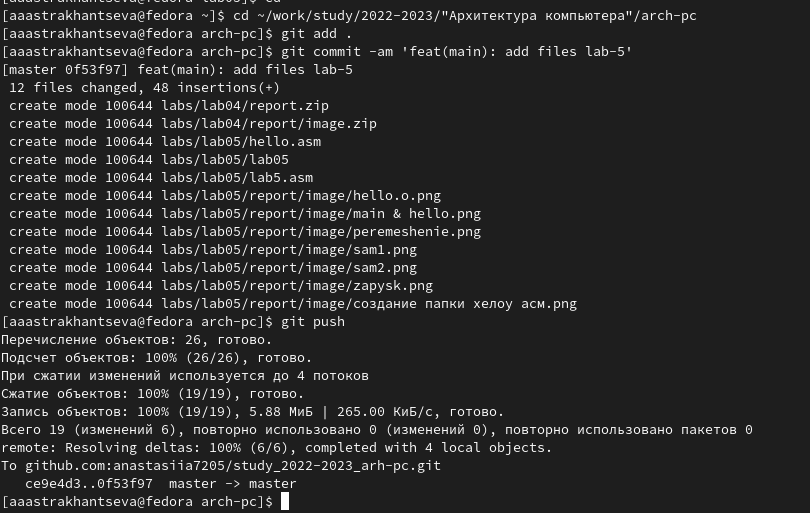 [aaastrakhantseva@fedora ~]$ cd ~/work/study/2022-2023/"Архитектура компьютера"/arch-pc
[aaastrakhantseva@fedora arch-pc]$ git add .
[aaastrakhantseva@fedora arch-pc]$ git commit -am 'feat(main): add files lab-5'
[master 0f53f97] feat(main): add files lab-5
 12 files changed, 48 insertions(+)
 create mode 100644 labs/lab04/report.zip
 create mode 100644 labs/lab04/report/image.zip
 create mode 100644 labs/lab05/hello.asm
 create mode 100644 labs/lab05/lab05
 create mode 100644 labs/lab05/lab5.asm
 create mode 100644 labs/lab05/report/image/hello.o.png
 create mode 100644 labs/lab05/report/image/main & hello.png
 create mode 100644 labs/lab05/report/image/peremeshenie.png
 create mode 100644 labs/lab05/report/image/sam1.png
 create mode 100644 labs/lab05/report/image/sam2.png
 create mode 100644 labs/lab05/report/image/zapysk.png
 create mode 100644 labs/lab05/report/image/создание папки хелоу асм.png
[aaastrakhantseva@fedora arch-pc]$ git push
Перечисление объектов: 26, готово.
Подсчет объектов: 100% (26/26), готово.
При сжатии изменений используется до 4 потоков
Сжатие объектов: 100% (19/19), готово.
Запись объектов: 100% (19/19), 5.88 МиБ | 265.00 КиБ/с, готово.
Всего 19 (изменений 6), повторно использовано 0 (изменений 0), повторно использовано пакетов 0
remote: Resolving deltas: 100% (6/6), completed with 4 local objects.
To github.com:anastasiia7205/study_2022-2023_arh-pc.git
   ce9e4d3..0f53f97  master -> master
[aaastrakhantseva@fedora arch-pc]$